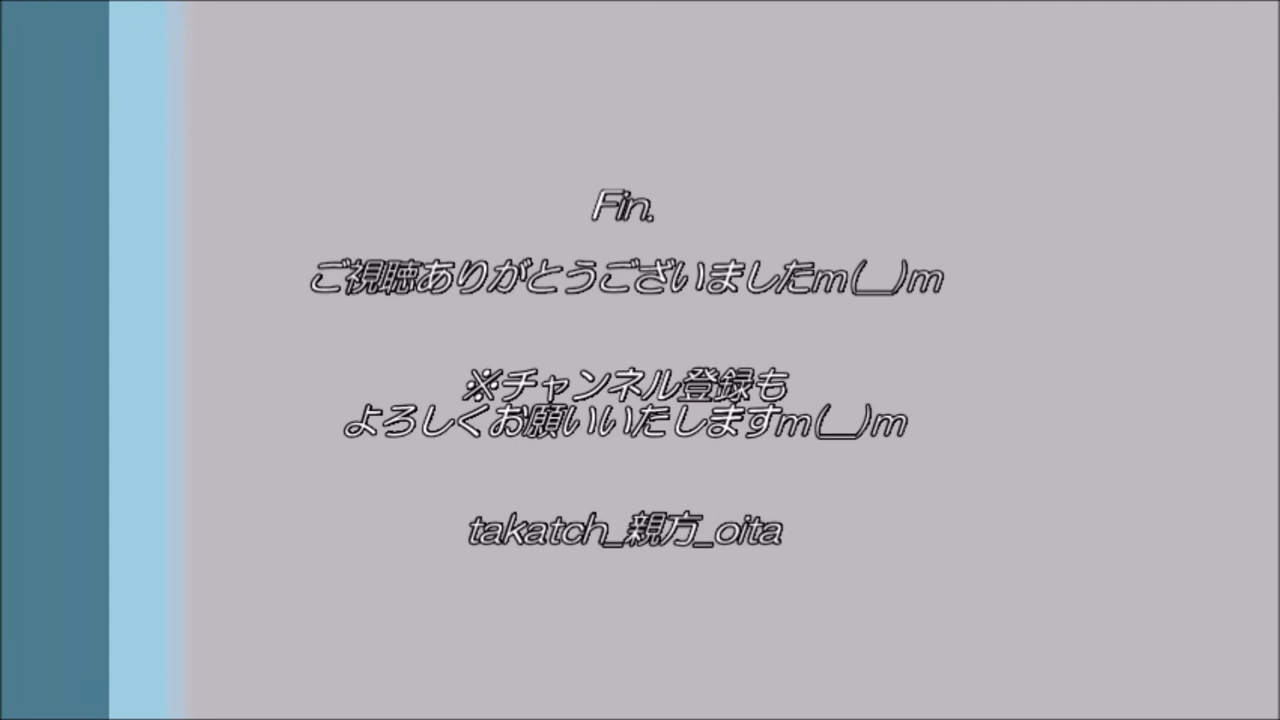 Fin.
ご視聴ありがとうございましたm(__)m
※チャンネル登録も
よろしくお願いいたしますm(__)m
takatch_親方_oita